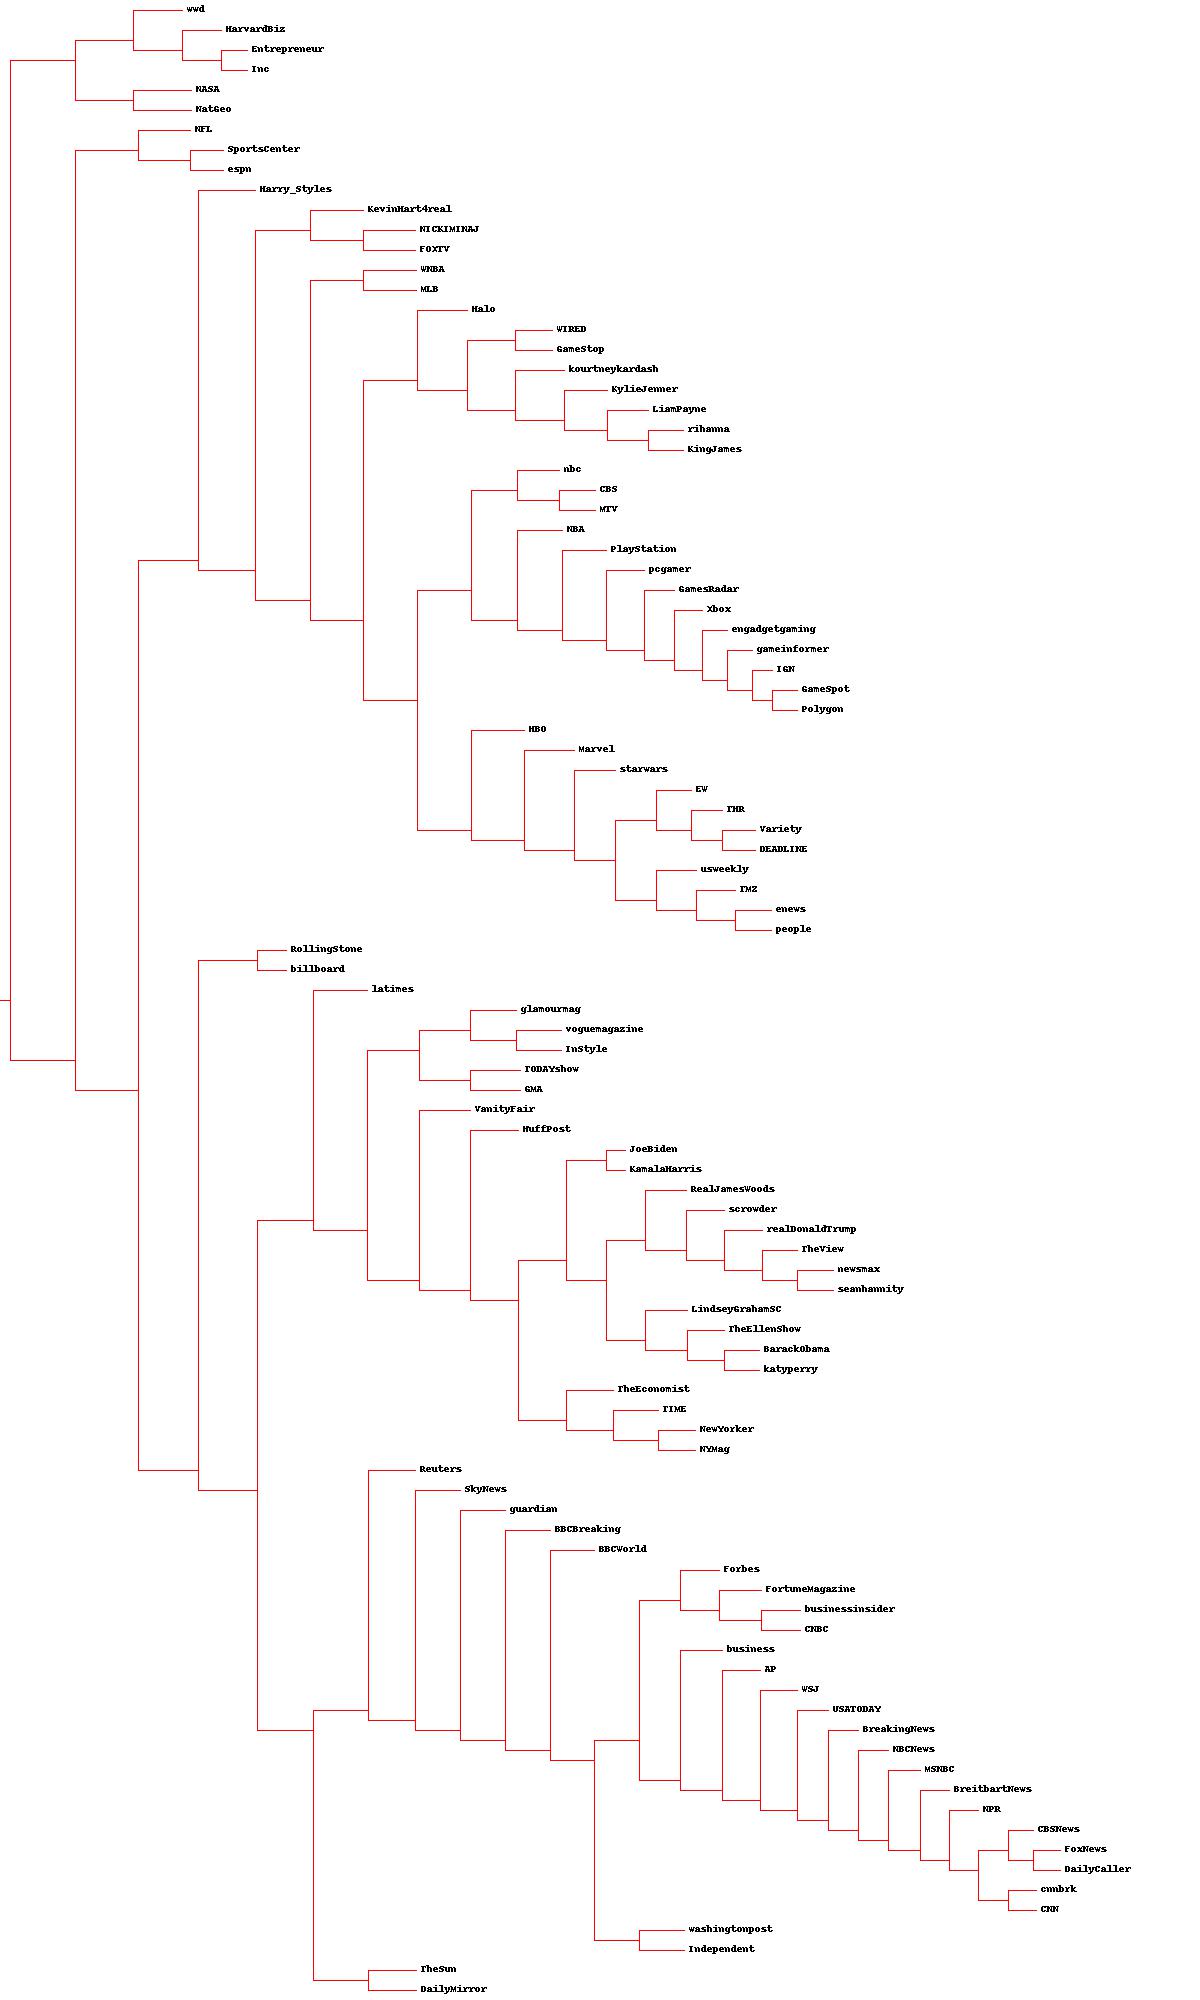 wwd
HarvardBiz
Entrepreneur
Inc
NASA
NatGeo
NFL
SportsCenter
espn
Harry_Styles
KevinHart4real
NICKIMINAJ
FOXTV
WNBA
MLB
Halo
WIRED
GameStop
kourtneykardash
KylieJenner
LiamPayne
rihanna
KingJames
nbc
CBS
MTV
NBA
PlayStation
pcgamer
GamesRadar
Xbox
engadgetgaming
gameinformer
IGN
GameSpot
Polygon
HBO
Marvel
starwars
EW
THR
Variety
DEADLINE
usweekly
TMZ
enews
people
RollingStone
billboard
latimes
glamourmag
voguemagazine
InStyle
TODAYshow
GMA
VanityFair
HuffPost
JoeBiden
KamalaHarris
RealJamesWoods
scrowder
realDonaldTrump
TheView
newsmax
seanhannity
LindseyGrahamSC
TheEllenShow
BarackObama
katyperry
TheEconomist
TIME
NewYorker
NYMag
Reuters
SkyNews
guardian
BBCBreaking
BBCWorld
Forbes
FortuneMagazine
businessinsider
CNBC
business
AP
WSJ
USATODAY
BreakingNews
NBCNews
MSNBC
BreitbartNews
NPR
CBSNews
FoxNews
DailyCaller
cnnbrk
CNN
washingtonpost
Independent
TheSun
DailyMirror